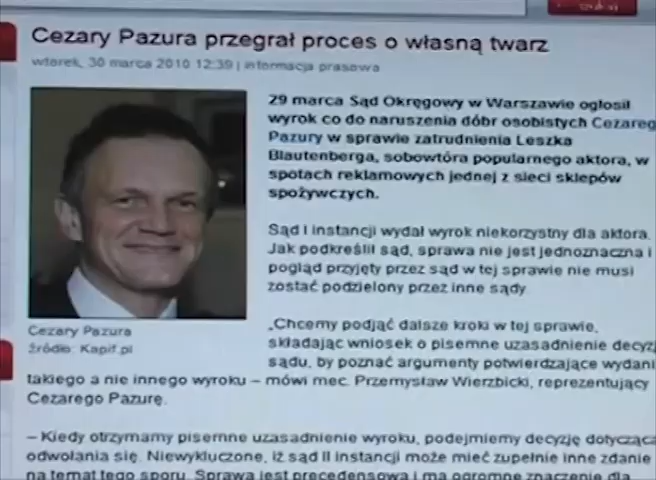 Cezary Pazura przegrał proces o własną twarz
wtorek, 30 marca 2010 12:39 | informacja prasowa
29 marca Sąd Okręgowy w Warszawie ogłosił
wyrok co do naruszenia dóbr osobistych Cezareg
Pazury w sprawie zatrudnienia Leszka
Blautenberga, sobowtóra popularnego aktora, w
spotach reklamowych jednej z sieci sklepów
spożywczych.
Sąd I instancji wydał wyrok niekorzystny dla aktora.
Jak podkreślił sąd, sprawa nie jest jednoznaczna i
pogląd przyjęty przez sąd w tej sprawie nie musi
zostać podzielony przez inne sądy.
Cezary Pazura
źródło: Kapif.pl
„Chcemy podjąć dalsze kroki w tej sprawie,
składając wniosek o pisemne uzasadnienie decyzj
sądu, by poznać argumenty potwierdzające wydani
takiego a nie innego wyroku – mówi mec. Przemysław Wierzbicki, reprezentujący
Cezarego Pazurę.
– Kiedy otrzymamy pisemne uzasadnienie wyroku, podejmiemy decyzję dotycząca
odwołania się. Niewykluczone, iż sąd II instancji może mieć zupełnie inne zdanie
na temat tego sporu. Sprawa jest precedensowa i ma ogromne znaczenie dla